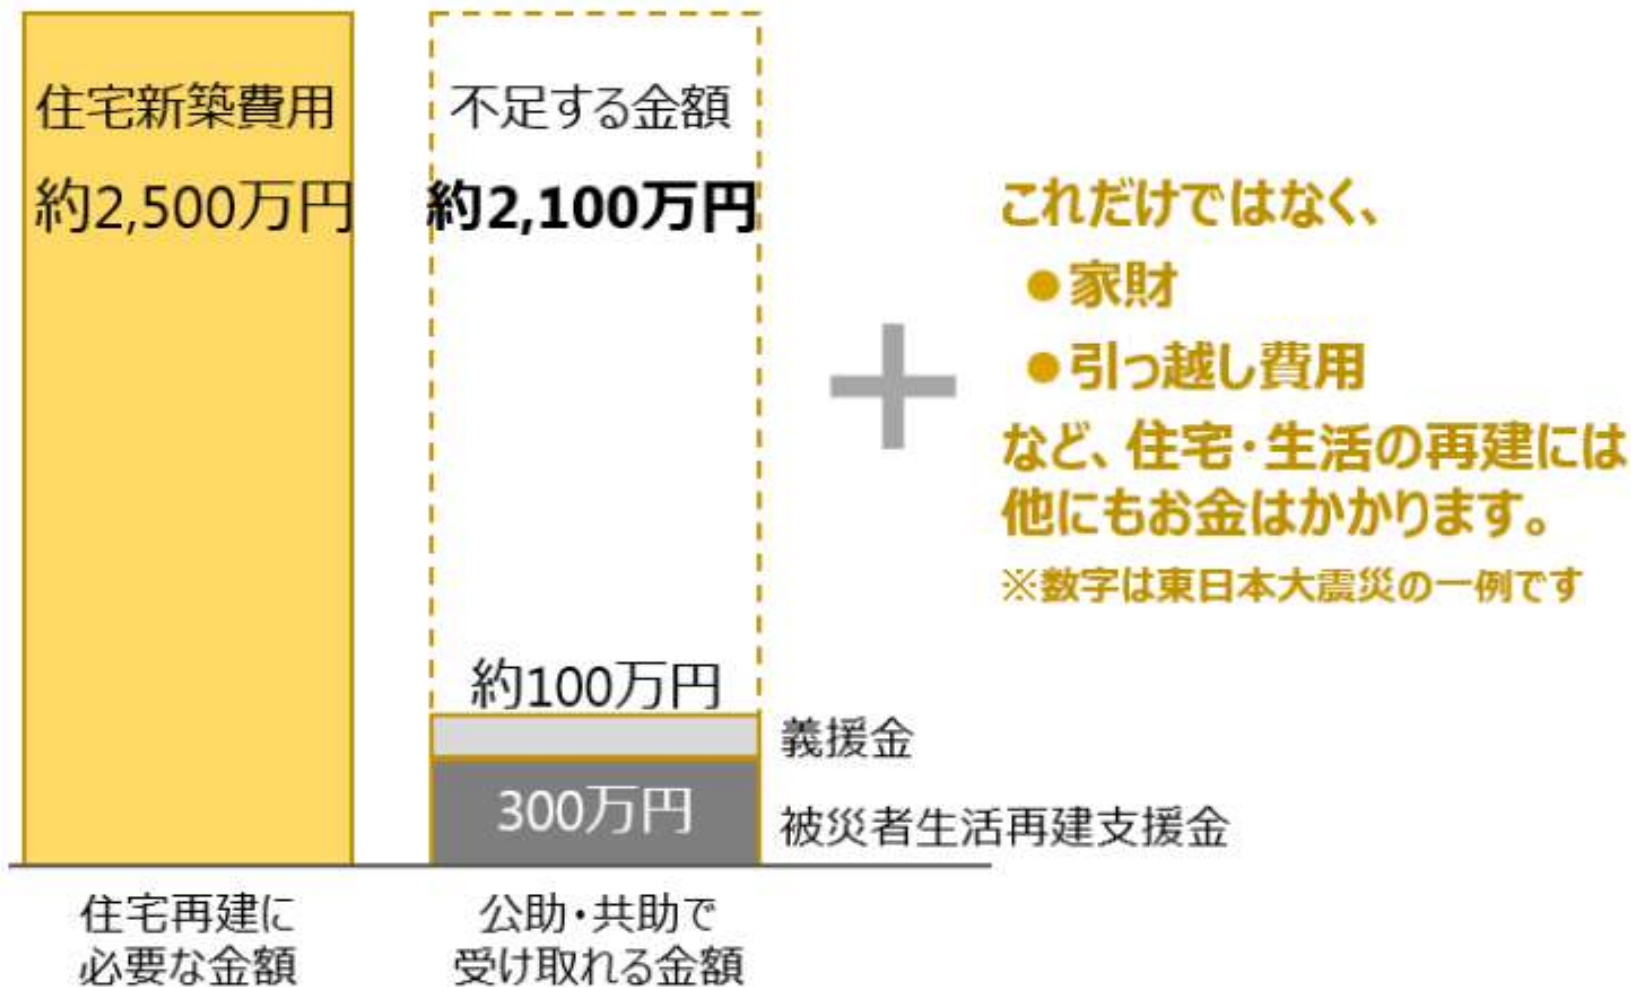 住宅新築費用
約2,500万円
不足する金額
約2,100万円
約100万円
義援金
300万円
被災者生活再建支援金
住宅再建に
必要な金額
公助・共助で
受け取れる金額
＋
これだけではなく、
●家財
●引っ越し費用
など、住宅・生活の再建には
他にもお金はかかります。
※数字は東日本大震災の一例です